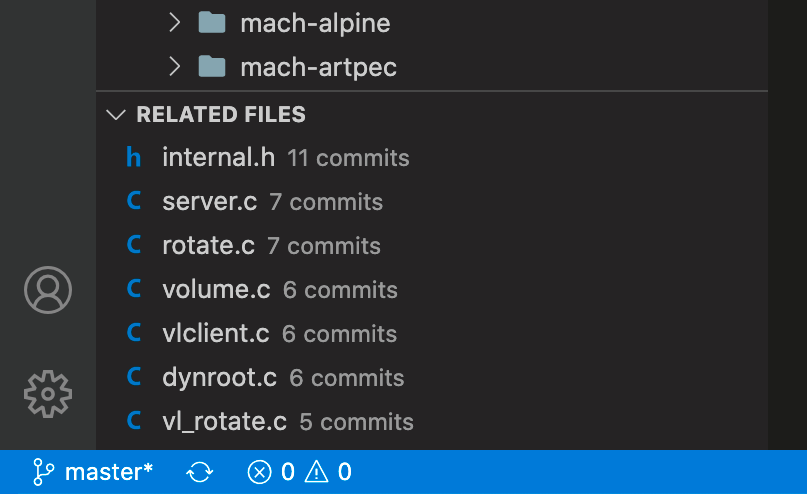 mach-alpine
mach-artpec
RELATED FILES
h internal.h 11 commits
C server.c 7 commits
C rotate.c 7 commits
C volume.c 6 commits
C vlclient.c 6 commits
C dynroot.c 6 commits
C vl_rotate.c 5 commits
master* 0 0